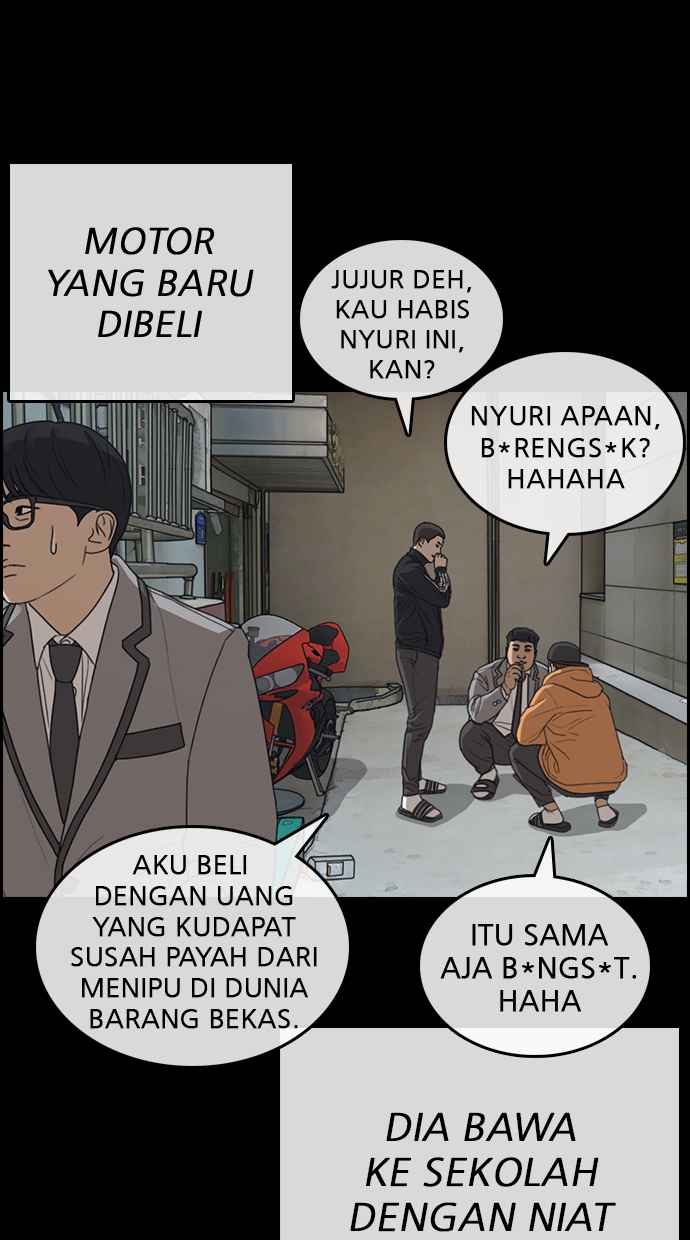 MOTOR
YANG BARU
DIBELI
JUJUR DEH,
KAU HABIS
NYURI INI,
KAN?
NYURI APAAN,
B*RENGS*K?
HAHAHA
AKU BELI
DENGAN UANG
YANG KUDAPAT
SUSAH PAYAH DARI
MENIPU DI DUNIA
BARANG BEKAS.
ITU SAMA
AJA B*NGS*T.
HAHA
DIA BAWA
KE SEKOLAH
DENGAN NIAT